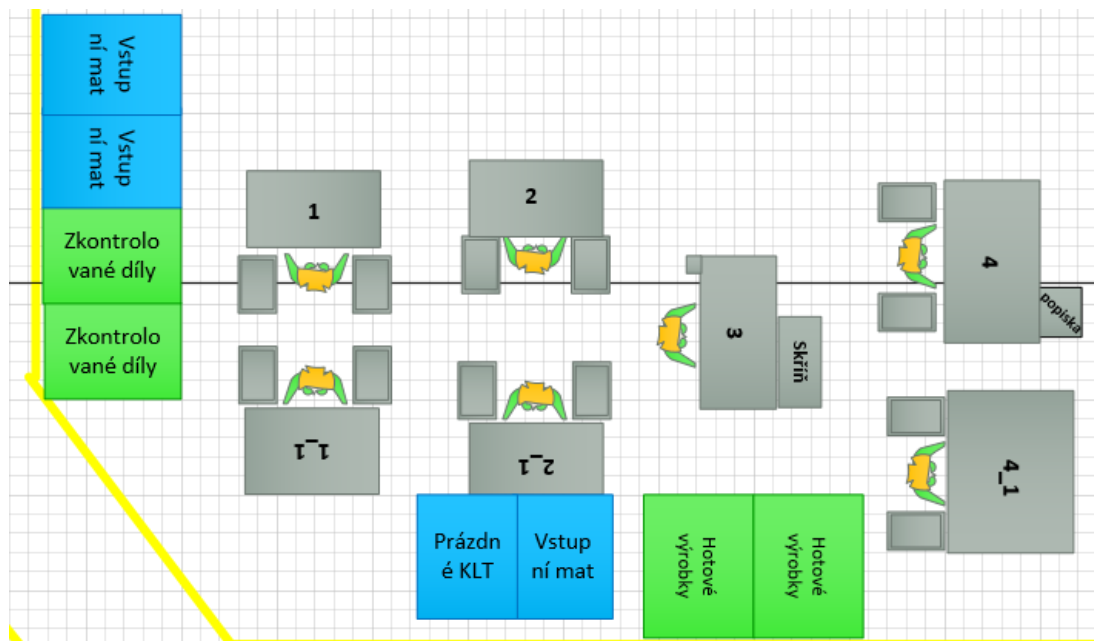 Vstup
ní mat
Vstup
ní mat
Zkontrolo
vané díly
Zkontrolo
vané díly
1
2
3
Skříň
4
popiska
1_1
2_1
4_1
Prázdn
é KLT
Vstup
ní mat
Hotové
výrobky
Hotové
výrobky